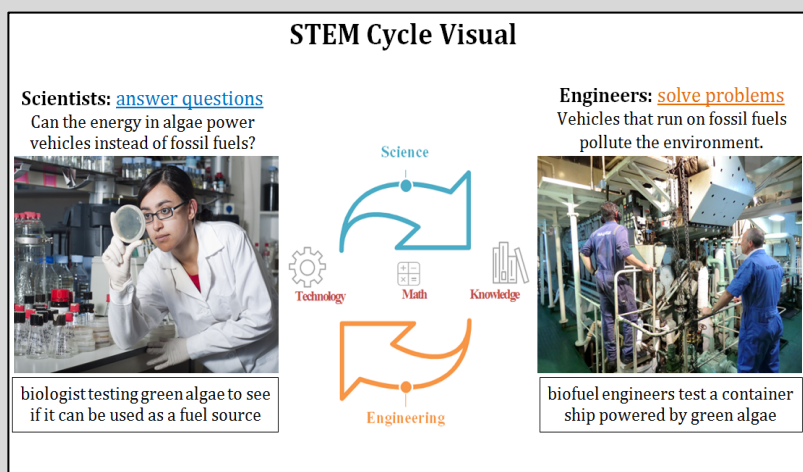 STEM Cycle Visual
Scientists: answer questions
Can the energy in algae power
vehicles instead of fossil fuels?
biologist testing green algae to see
if it can be used as a fuel source
Science
Technology
Math
Knowledge
Engineering
Engineers: solve problems
Vehicles that run on fossil fuels
pollute the environment.
biofuel engineers test a container
ship powered by green algae